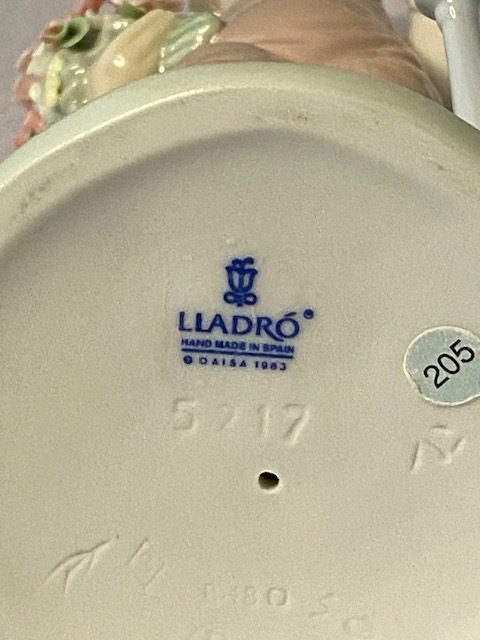 LLADRÓ
HAND MADE IN SPAIN
© DAISA 1983
205
5217